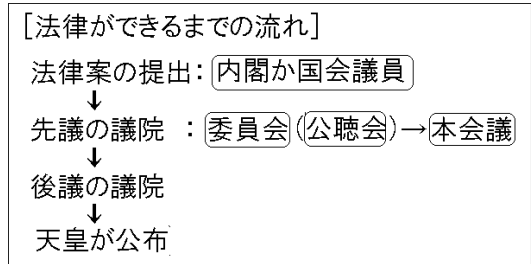 [法律ができるまでの流れ]
法律案の提出：内閣か国会議員
↓
先議の議院 ：委員会(公聴会)→本会議
↓
後議の議院
↓
天皇が公布